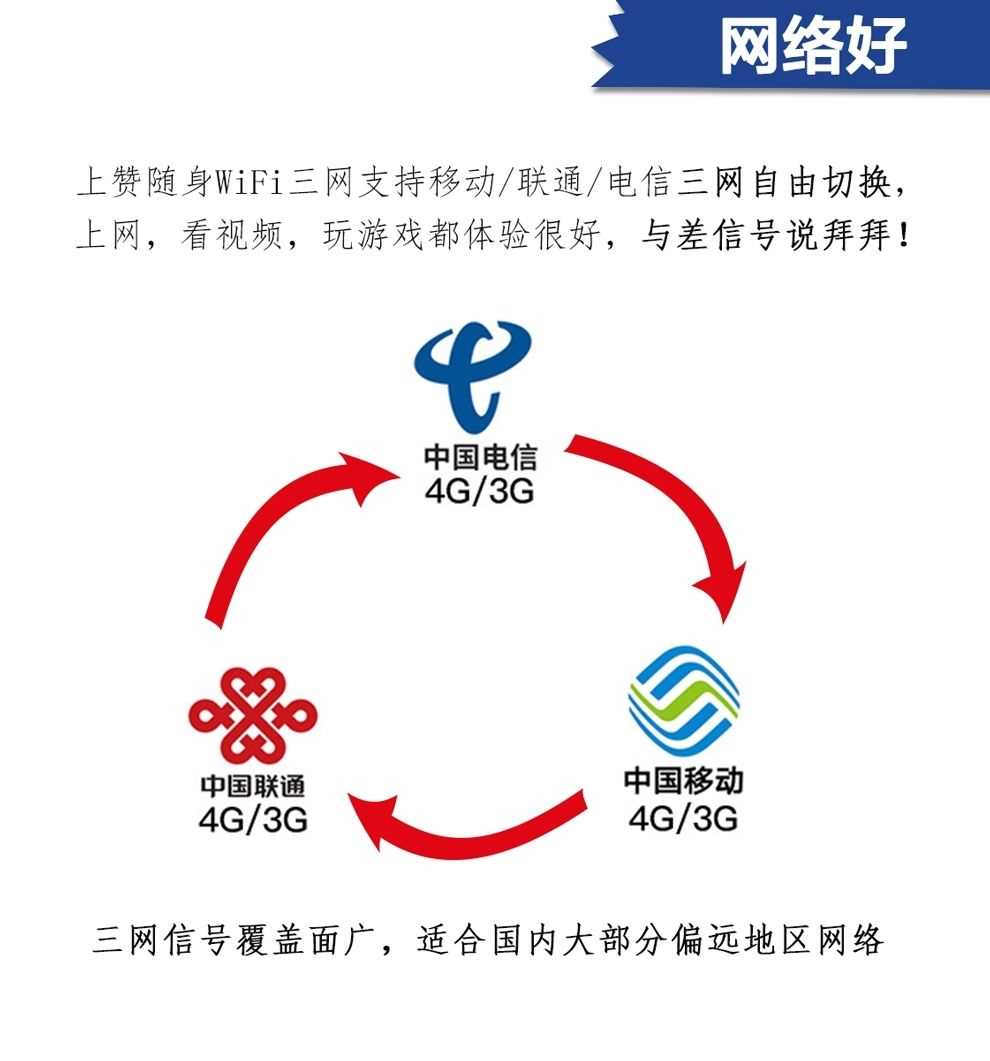 网络好
上赞随身WiFi三网支持移动/联通/电信三网自由切换，
上网，看视频，玩游戏都体验很好，与差信号说拜拜！
中国电信
4G/3G
中国联通
4G/3G
中国移动
4G/3G
三网信号覆盖面广，适合国内大部分偏远地区网络